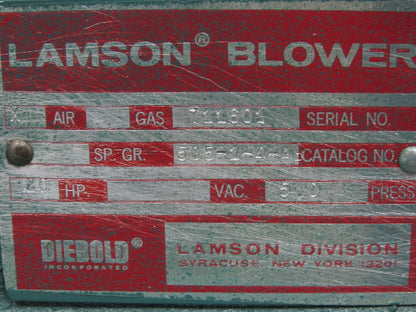 LAMSON® BLOWER
X AIR GAS 711601 SERIAL NO.
SP. GR. CATALOG NO.
HP. VAC. PRESS
DIEBOLD® LAMSON DIVISION
INCORPORATED SYRACUSE, NEW YORK 13201